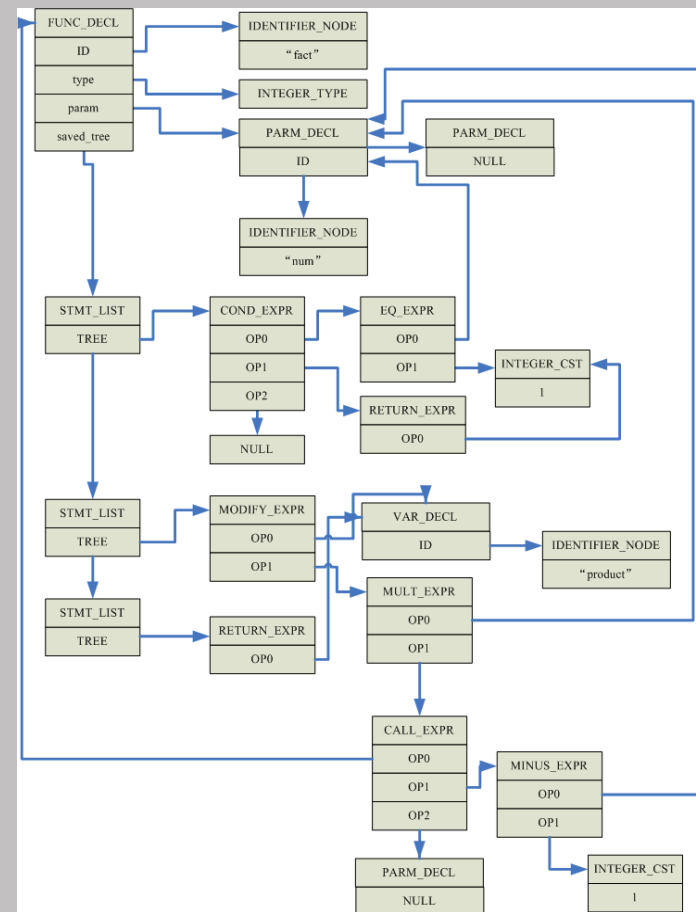 FUNC_DECL
ID
type
param
saved_tree
IDENTIFIER_NODE
“fact”
INTEGER_TYPE
PARM_DECL
ID
PARM_DECL
NULL
IDENTIFIER_NODE
“num”
STMT_LIST
TREE
COND_EXPR
OP0
OP1
OP2
NULL
EQ_EXPR
OP0
OP1
INTEGER_CST
1
RETURN_EXPR
OP0
STMT_LIST
TREE
MODIFY_EXPR
OP0
OP1
VAR_DECL
ID
IDENTIFIER_NODE
“product”
STMT_LIST
TREE
RETURN_EXPR
OP0
MULT_EXPR
OP0
OP1
CALL_EXPR
OP0
OP1
OP2
MINUS_EXPR
OP0
OP1
PARM_DECL
NULL
INTEGER_CST
1